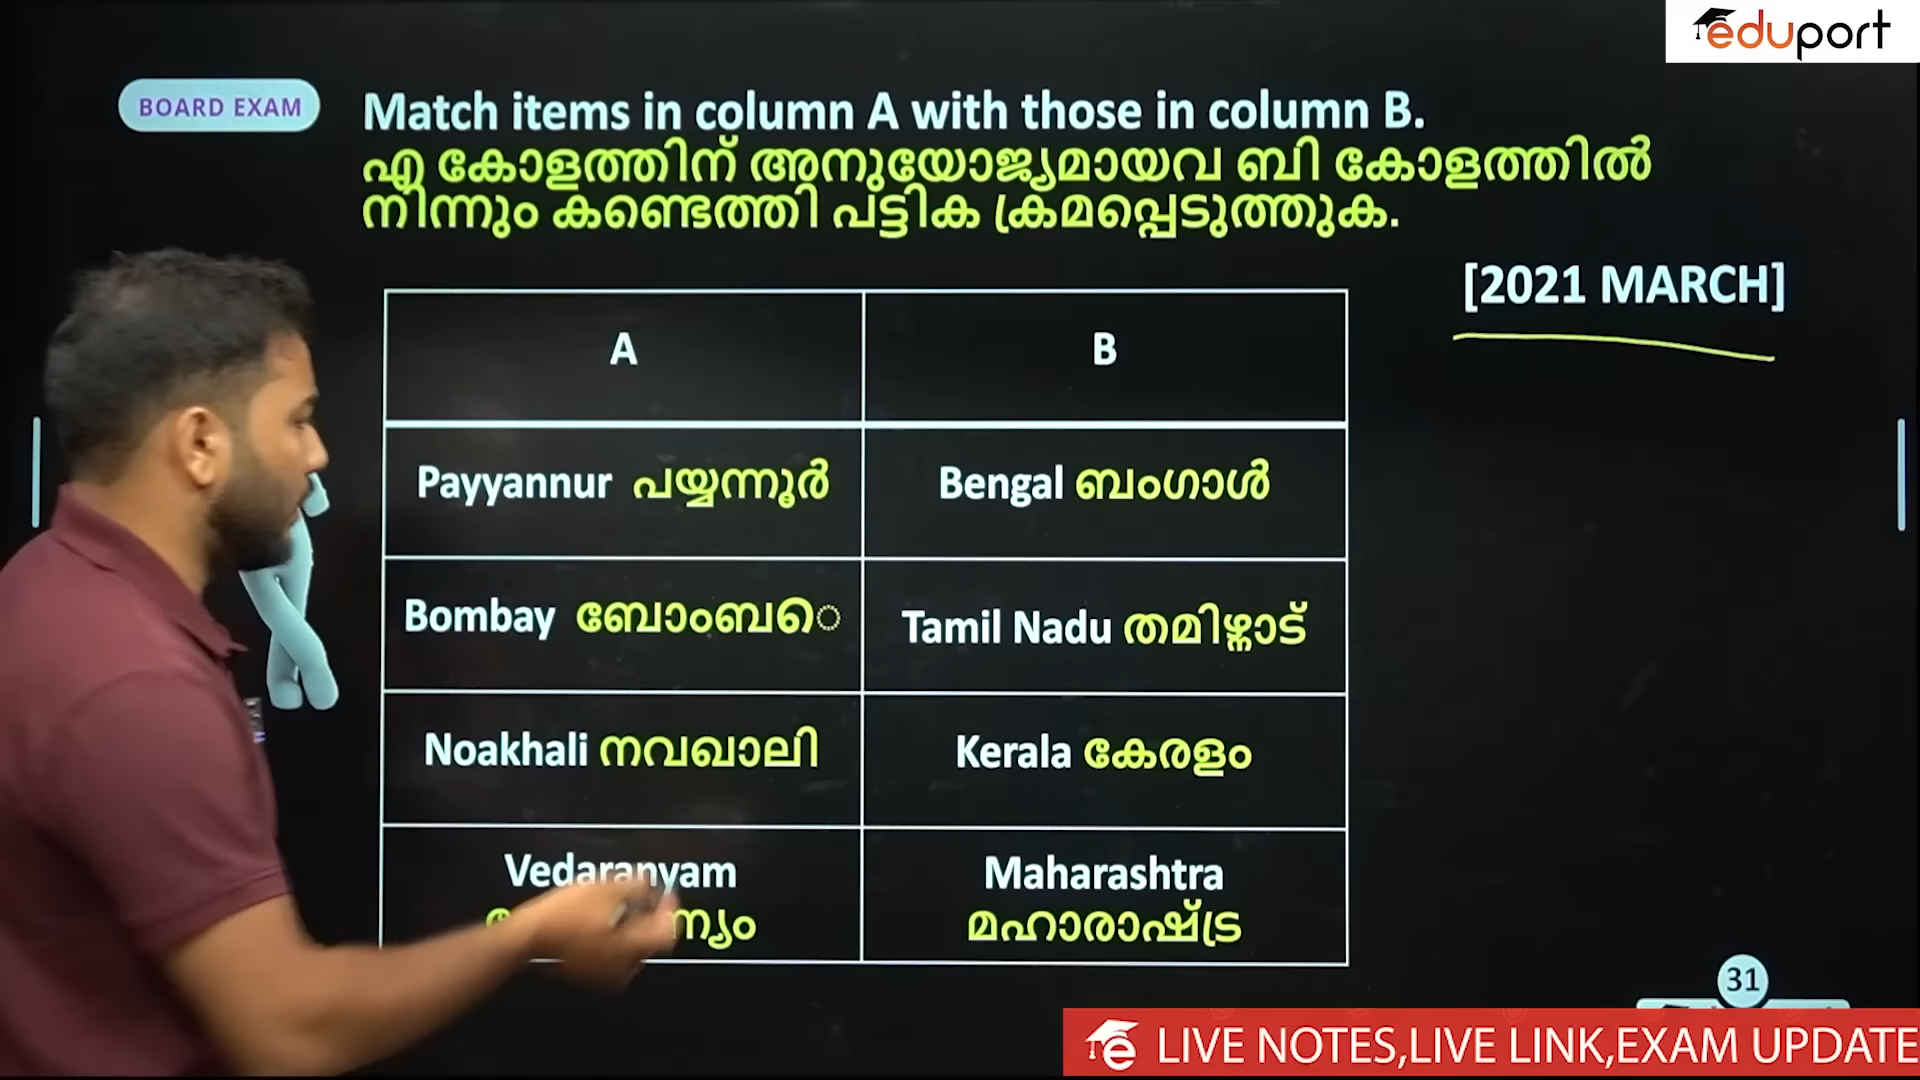 eduport
BOARD EXAM
Match items in column A with those in column B.
എ കോളത്തിന് അനുയോജ്യമായവ ബി കോളത്തിൽ
നിന്നും കണ്ടെത്തി പട്ടിക ക്രമപ്പെടുത്തുക.
[2021 MARCH]
A
B
Payyannur പയ്യന്നൂർ
Bengal ബംഗാൾ
Bombay ബോംബെ
Tamil Nadu തമിഴ്നാട്
Noakhali നവഖാലി
Kerala കേരളം
Vedaranyam
Maharashtra
മഹാരാഷ്ട്ര
31
LIVE NOTES,LIVE LINK,EXAM UPDATE